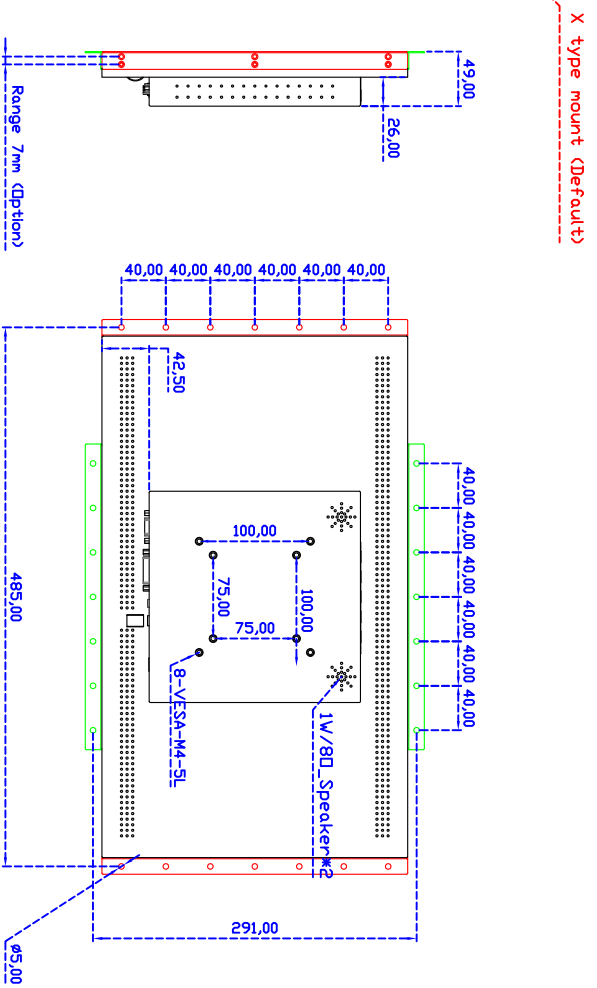 X type mount (Default)
49,00
26,00
Range 7mm (Option)
40,00 40,00 40,00 40,00 40,00 40,00
42,50
40,00 40,00 40,00 40,00 40,00 40,00
100,00
100,00
75,00
75,00
8-VESA-M4-5L
1W/8□_Speaker*2
485,00
291,00
ø5,00